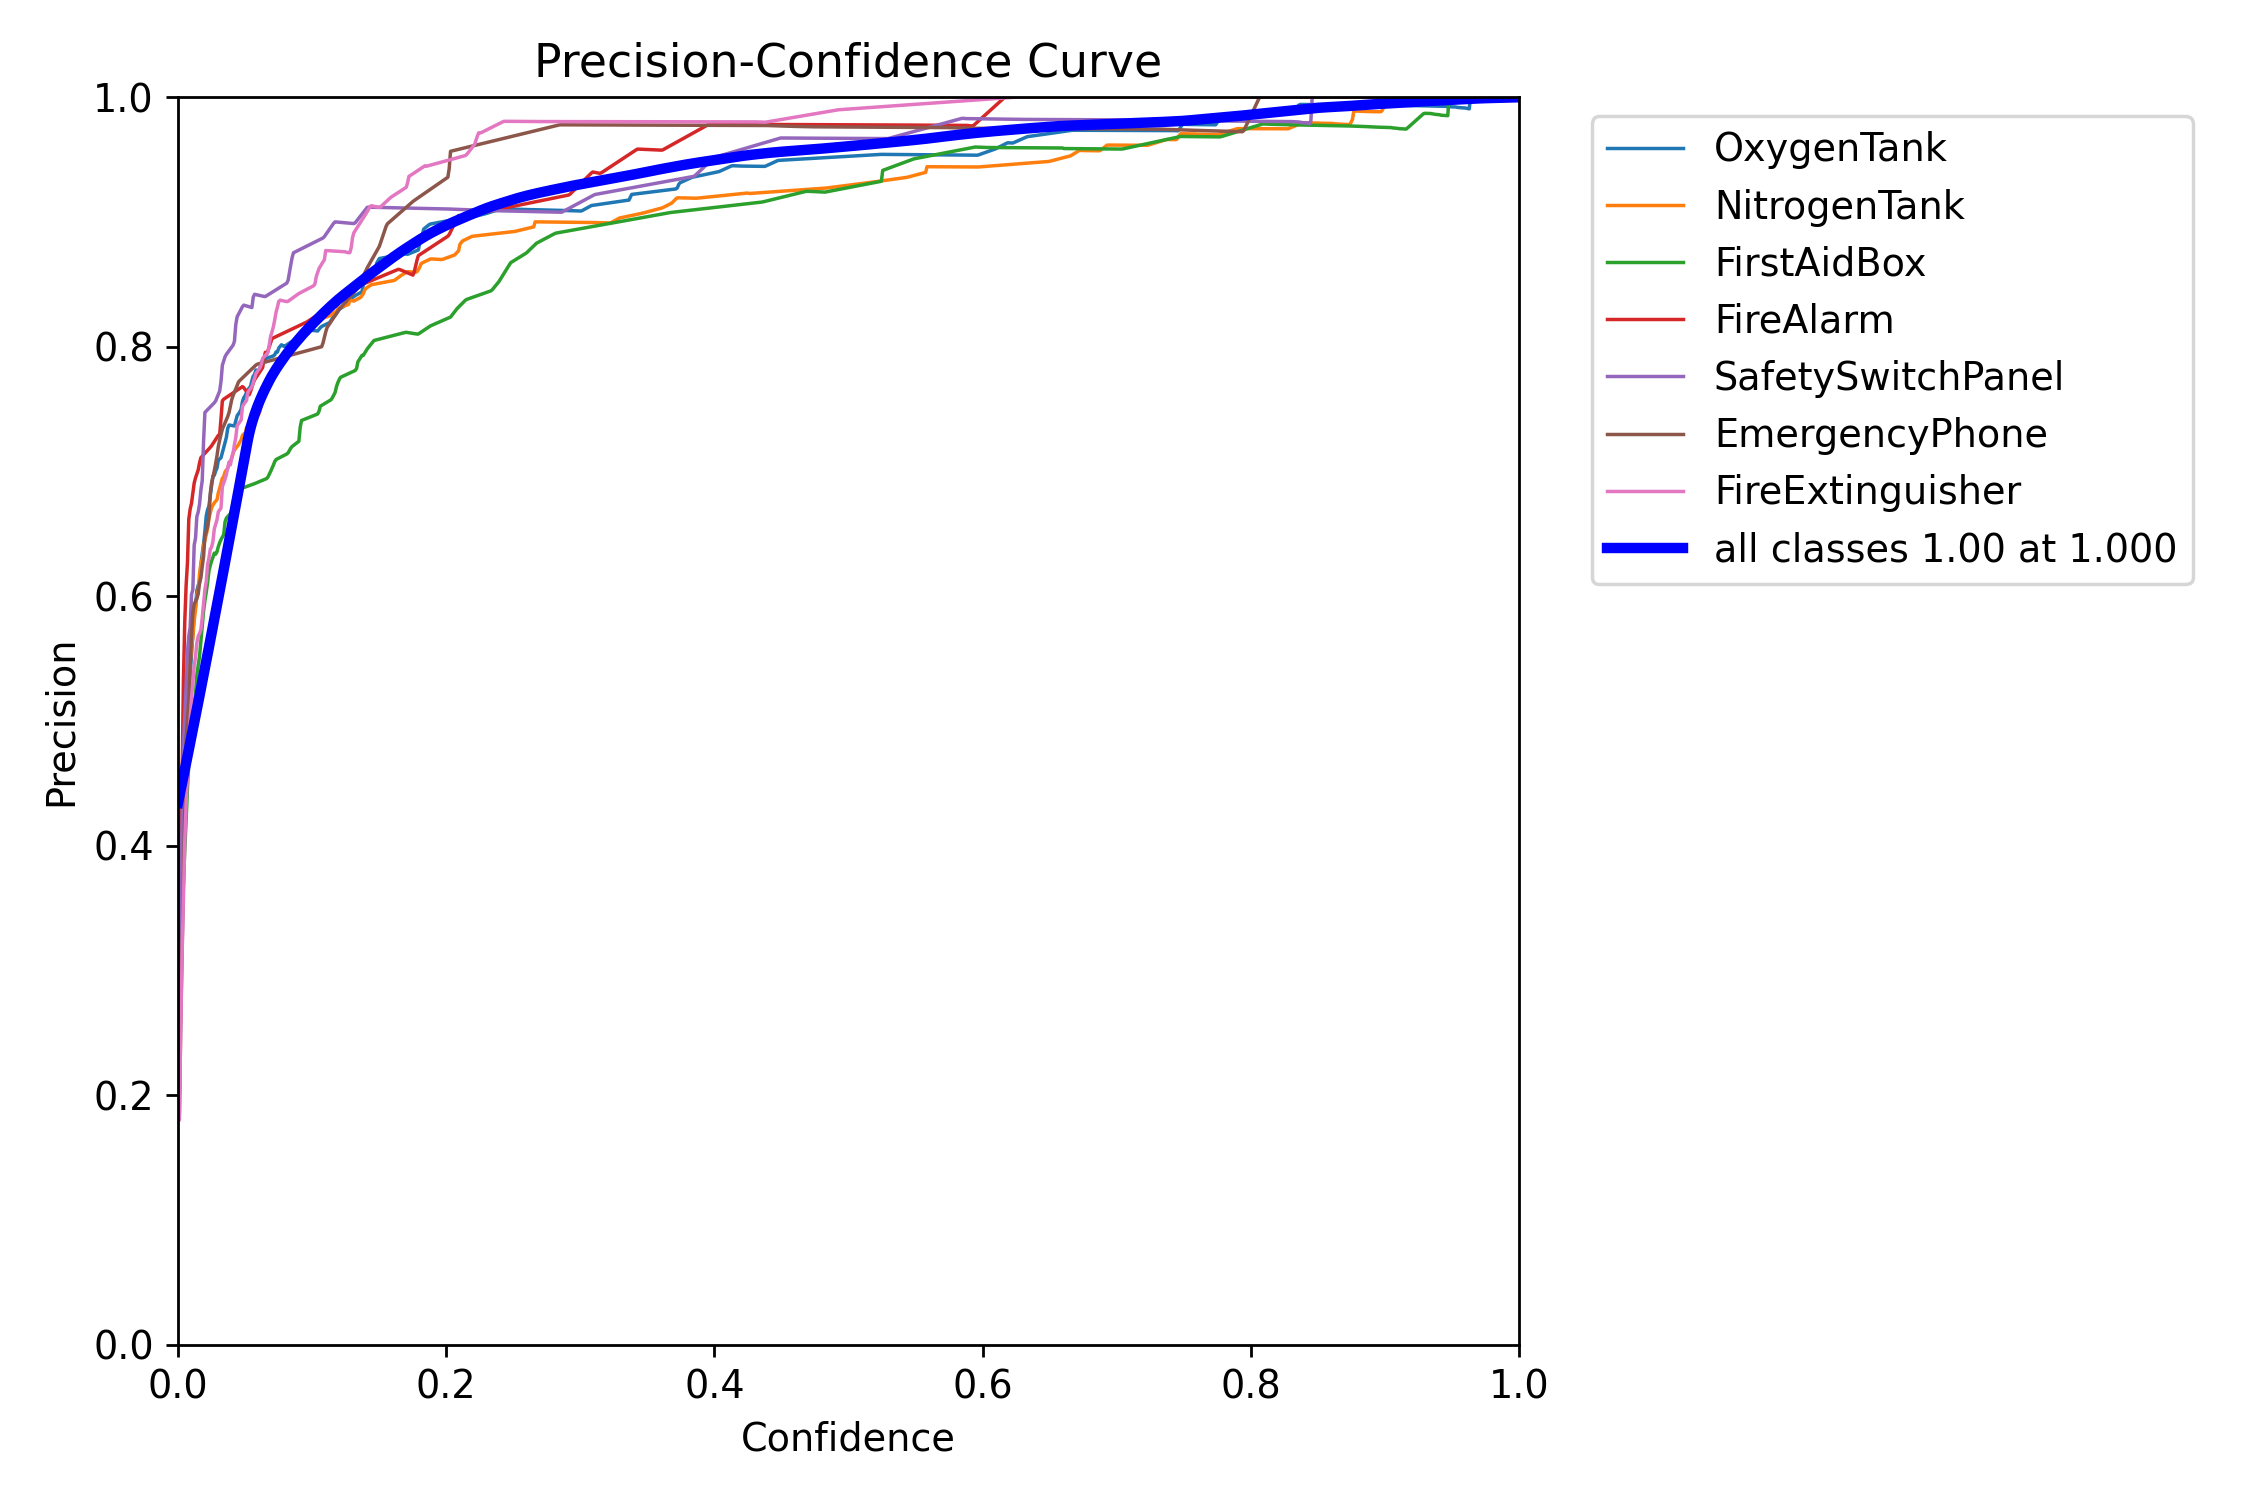 Precision-Confidence Curve
1.0
0.8
0.6
0.4
0.2
0.0
Precision
0.0 0.2 0.4 0.6 0.8 1.0
Confidence
OxygenTank
NitrogenTank
FirstAidBox
FireAlarm
SafetySwitchPanel
EmergencyPhone
FireExtinguisher
all classes 1.00 at 1.000